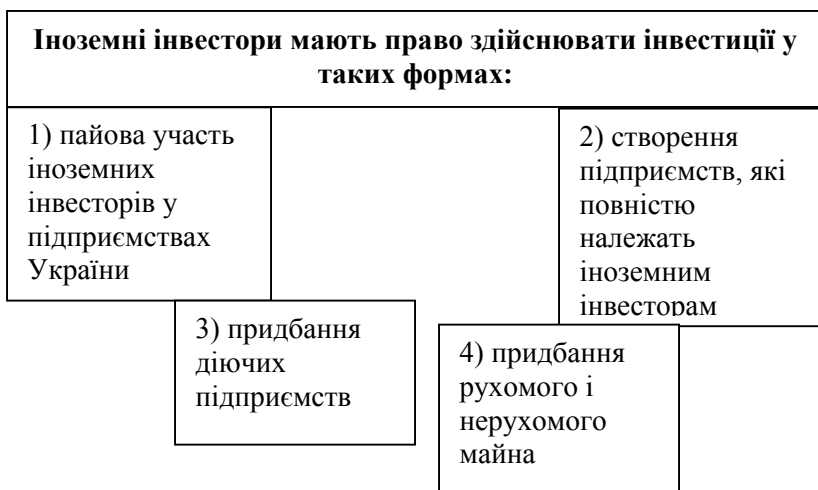 Іноземні інвестори мають право здійснювати інвестиції у
таких формах:
1) пайова участь
іноземних
інвесторів у
підприємствах
України
2) створення
підприємств, які
повністю
належать
іноземним
інвесторам
3) придбання
діючих
підприємств
4) придбання
рухомого і
нерухомого
майна